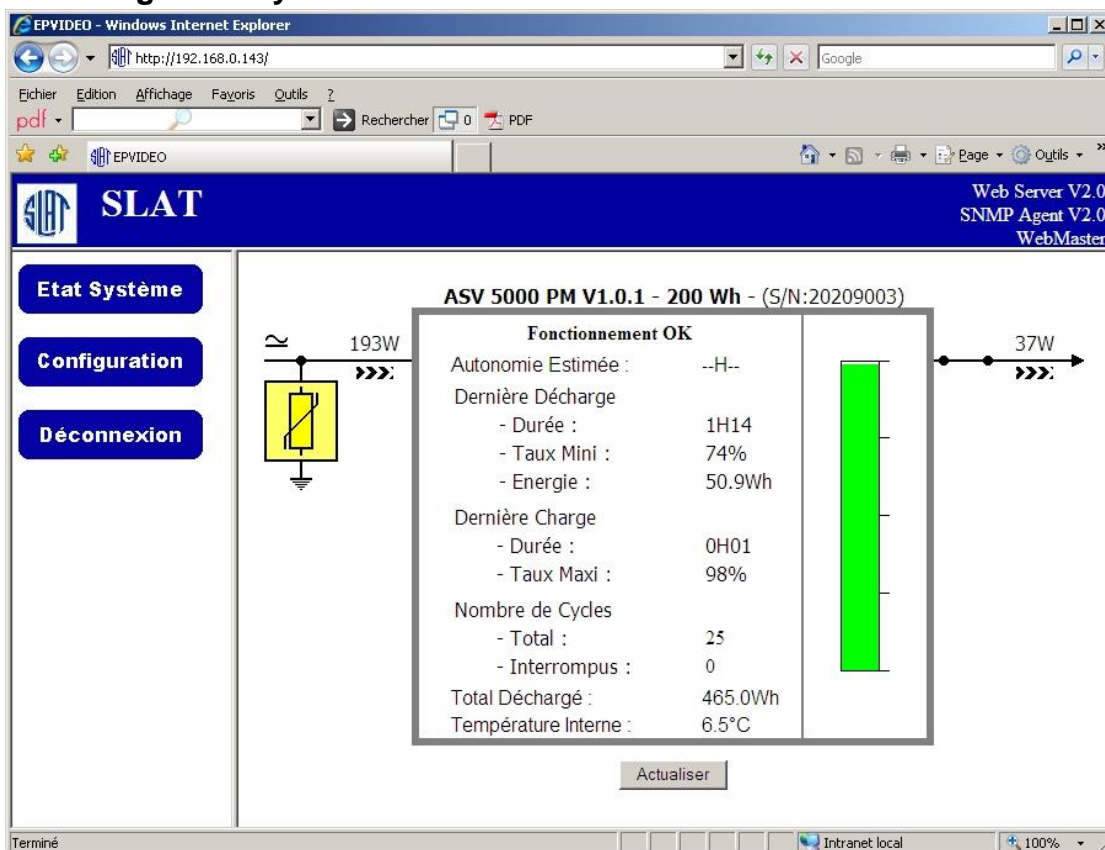 EPVIDEO - Windows Internet Explorer
http://192.168.0.143/
Google
Fichier Edition Affichage Favoris Outils ?
pdf Rechercher 0 PDF
EPVIDEO Page Outils »
SLAT SLAT Web Server V2.0
SNMP Agent V2.0
WebMaster
Etat Système
Configuration
Déconnexion
ASV 5000 PM V1.0.1 - 200 Wh - (S/N:20209003)
193W
37W
Fonctionnement OK
Autonomie Estimée : --H--
Dernière Décharge
- Durée : 1H14
- Taux Mini : 74%
- Energie : 50.9Wh
Dernière Charge
- Durée : 0H01
- Taux Maxi : 98%
Nombre de Cycles
- Total : 25
- Interrompus : 0
Total Déchargé : 465.0Wh
Température Interne : 6.5°C
Actualiser
Terminé Intranet local 100%